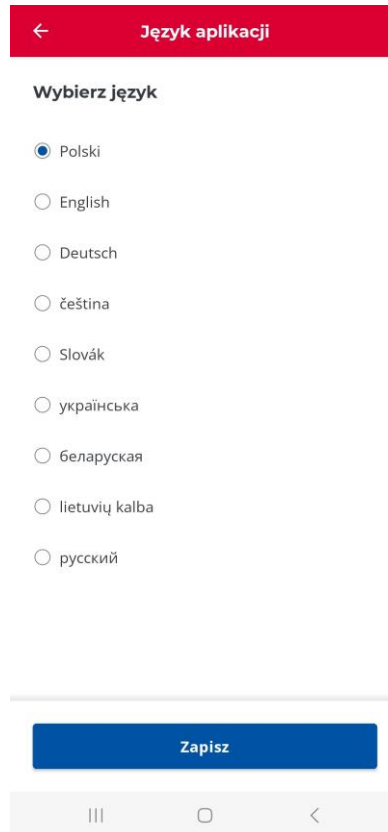 Język aplikacji
Wybierz język
Polski
English
Deutsch
čeština
Slovák
українська
беларуская
lietuvių kalba
русский
Zapisz